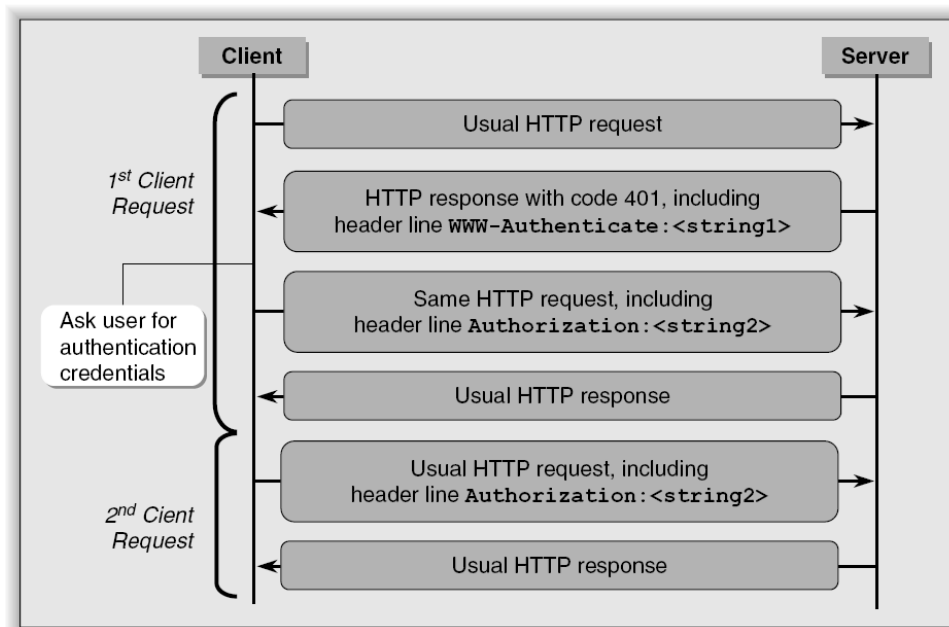 Client
Server
Usual HTTP request
1st Client
Request
HTTP response with code 401, including
header line WWW-Authenticate:<string1>
Same HTTP request, including
header line Authorization:<string2>
Ask user for
authentication
credentials
Usual HTTP response
Usual HTTP request, including
header line Authorization:<string2>
2nd Cient
Request
Usual HTTP response